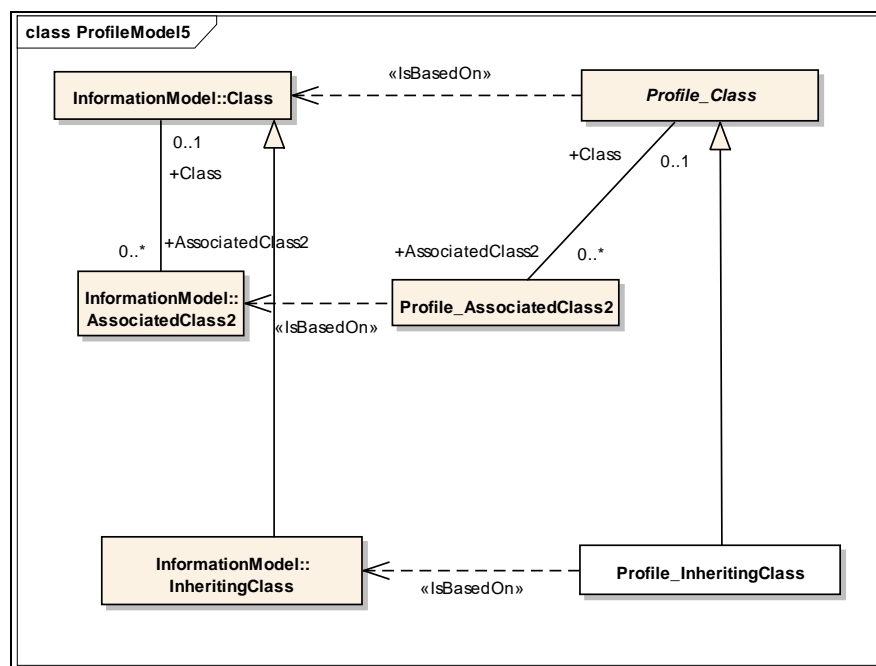 class ProfileModel5
«IsBasedOn»
InformationModel::Class
Profile_Class
0..1
+Class
+Class
0..1
+AssociatedClass2
0..*
+AssociatedClass2
0..*
InformationModel::
AssociatedClass2
Profile_AssociatedClass2
«IsBasedOn»
InformationModel::
InheritingClass
Profile_InheritingClass
«IsBasedOn»